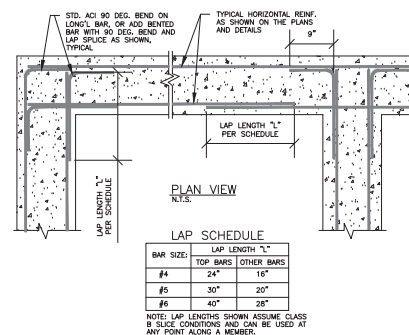 STD. ACI 90 DEG. BEND ON
LONG'L BAR, OR ADD BENTED
BAR WITH 90 DEG. BEND AND
LAP SPLICE AS SHOWN,
TYPICAL
TYPICAL HORIZONTAL REINF.
AS SHOWN ON THE PLANS
AND DETAILS
9"
LAP LENGTH "L"
PER SCHEDULE
LAP LENGTH "L"
PER SCHEDULE
PLAN VIEW
N.T.S.
LAP SCHEDULE
BAR SIZE: LAP LENGTH "L"
TOP BARS OTHER BARS
#4 24" 16"
#5 30" 20"
#6 40" 28"
NOTE: LAP LENGTHS SHOWN ASSUME CLASS
B SLICE CONDITIONS AND CAN BE USED AT
ANY POINT ALONG A MEMBER.